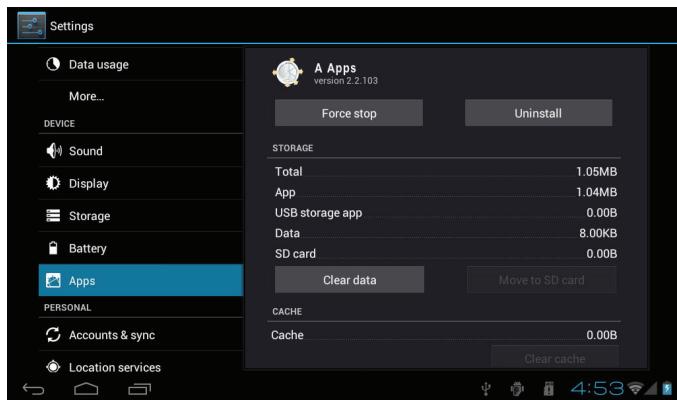 Settings
Data usage
More...
DEVICE
Sound
Display
Storage
Battery
Apps
PERSONAL
Accounts & sync
Location services
A Apps
version 2.2.103
Force stop
Uninstall
STORAGE
Total 1.05MB
App 1.04MB
USB storage app 0.00B
Data 8.00KB
SD card 0.00B
Clear data
Move to SD card
CACHE
Cache 0.00B
Clear cache
4:53